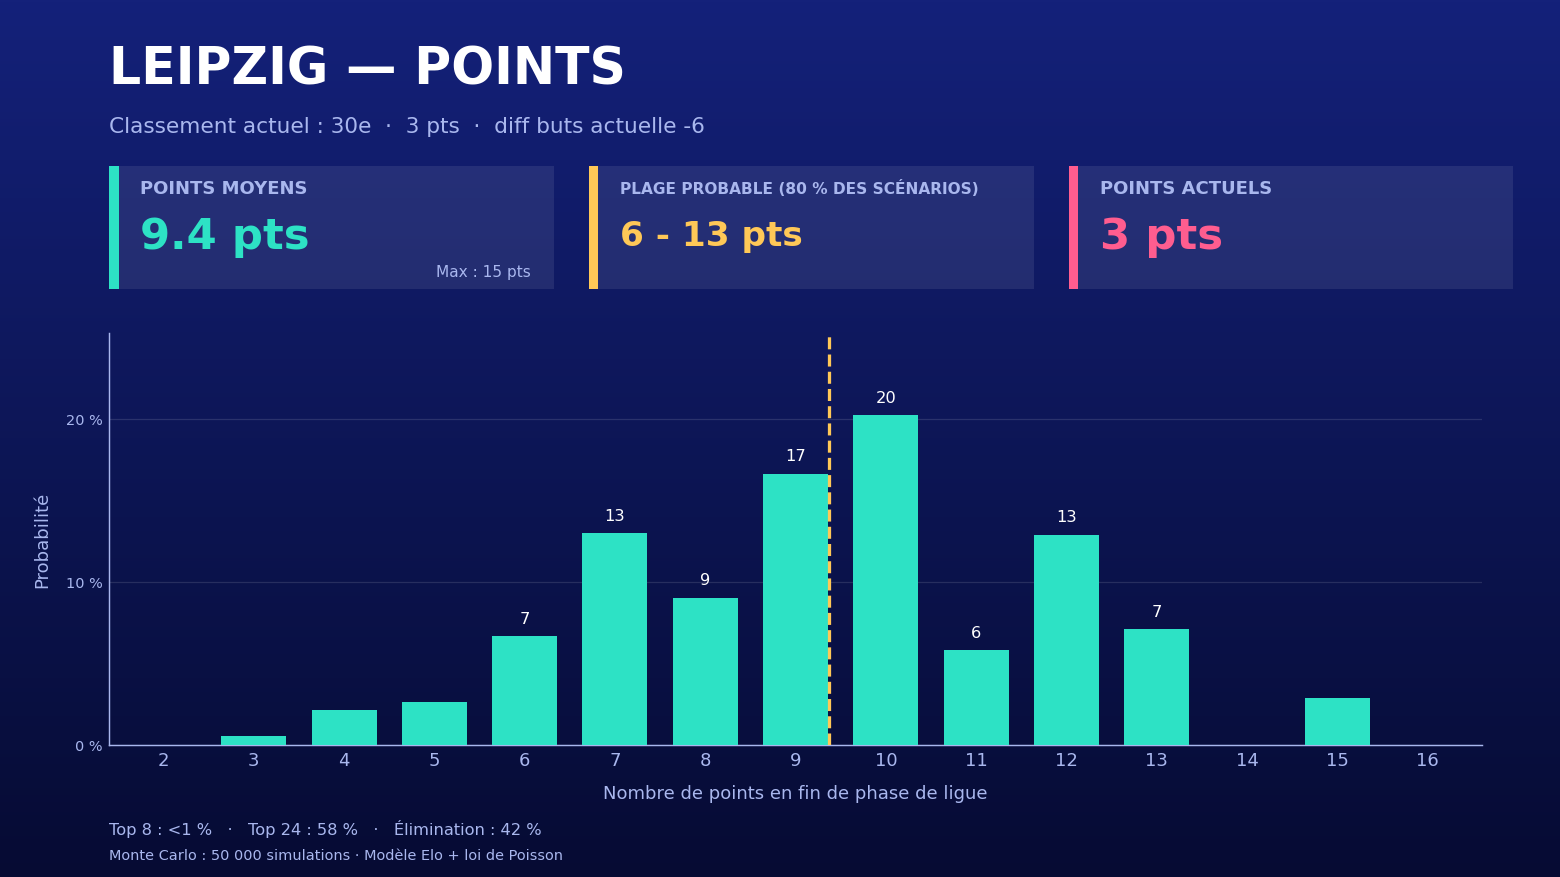 LEIPZIG — POINTS
Classement actuel : 30e · 3 pts · diff buts actuelle -6
POINTS MOYENS
9.4 pts
Max : 15 pts
PLAGE PROBABLE (80 % DES SCÉNARIOS)
6 - 13 pts
POINTS ACTUELS
3 pts
Probabilité
20 %
10 %
0 %
7
13
9
17
20
6
13
7
2 3 4 5 6 7 8 9 10 11 12 13 14 15 16
Nombre de points en fin de phase de ligue
Top 8 : <1 % · Top 24 : 58 % · Élimination : 42 %
Monte Carlo : 50 000 simulations · Modèle Elo + loi de Poisson